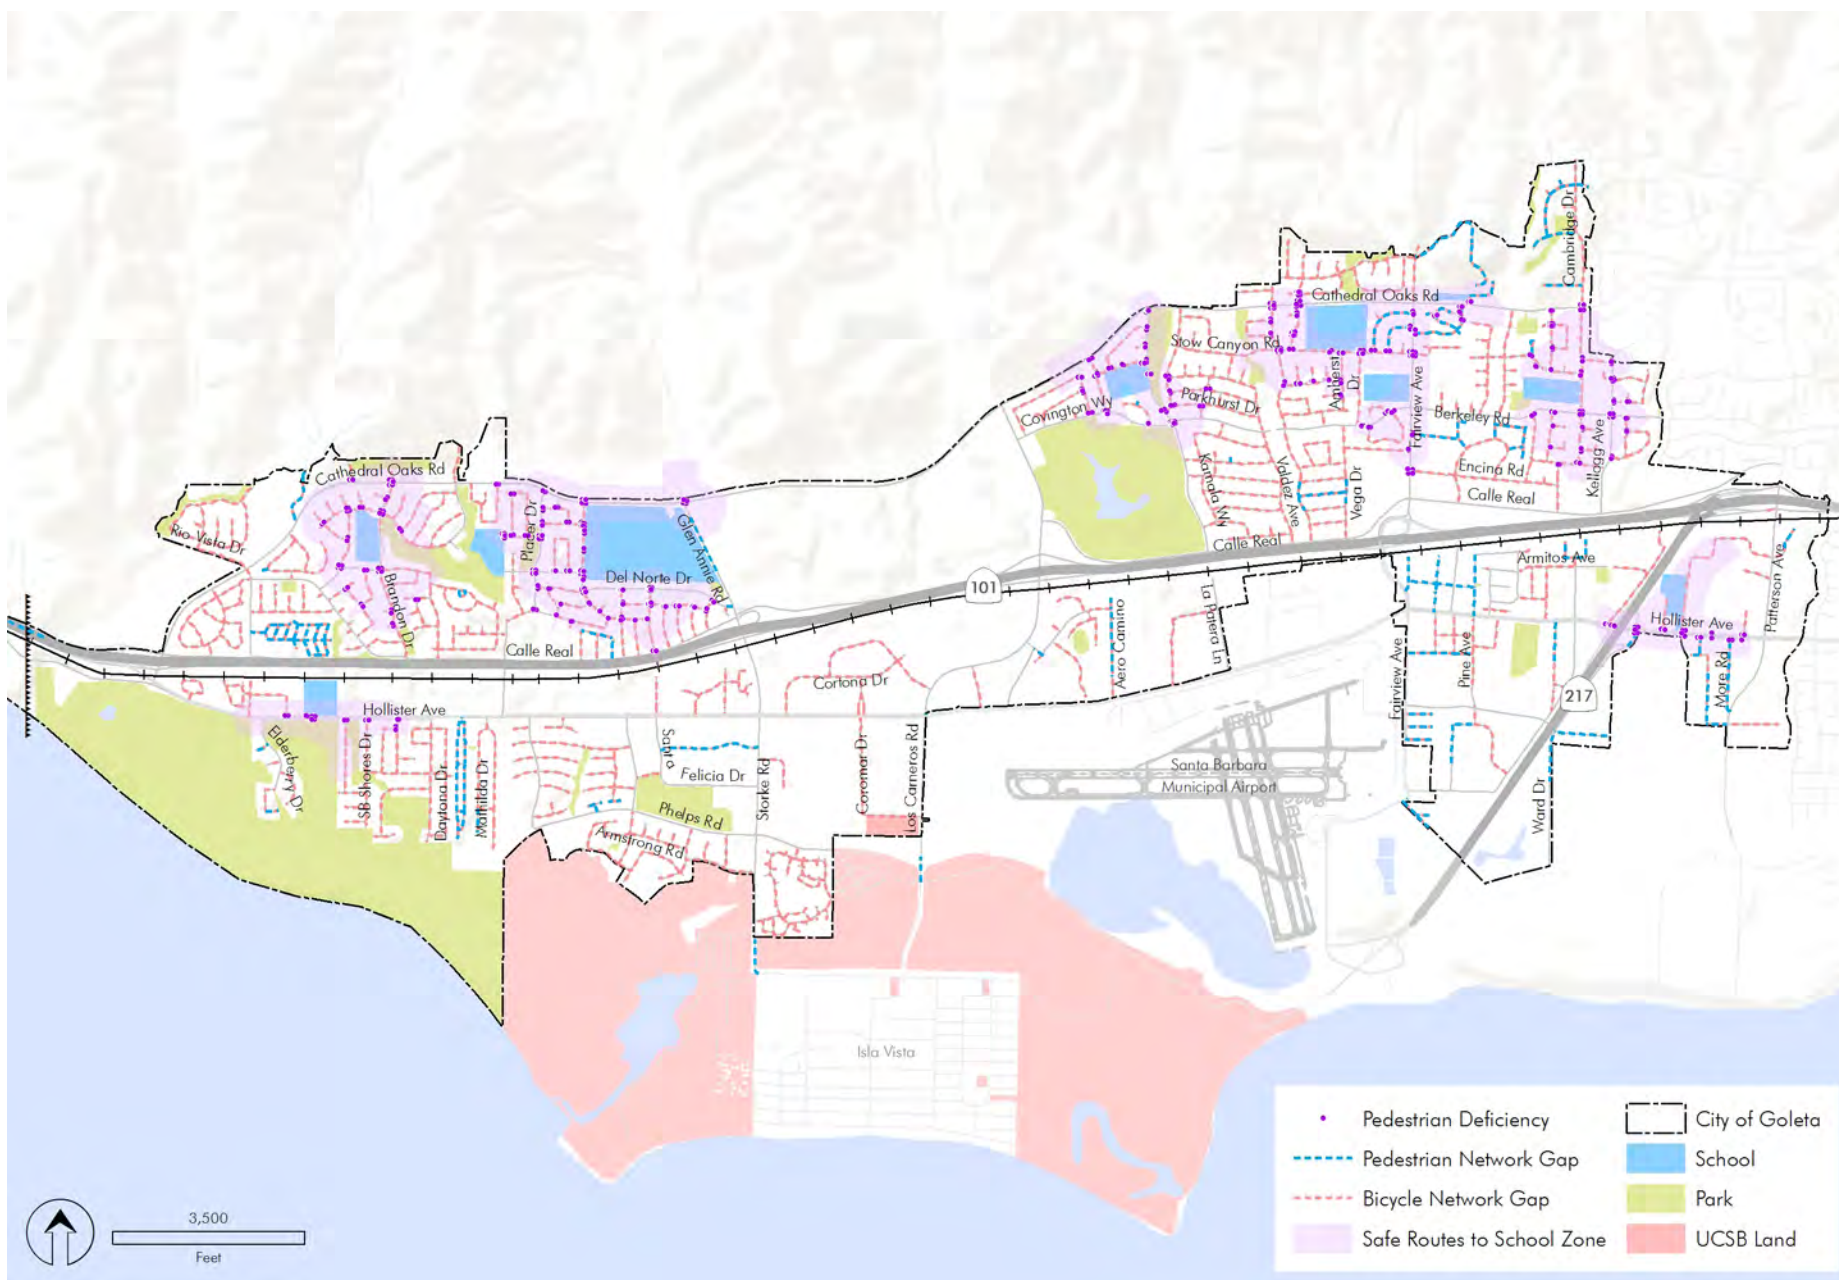 Cambridge Dr
Cathedral Oaks Rd
Stow Canyon Rd
Amherst
Dr
Fairview Ave
Covington Wy
Parkhurst Dr
Berkeley Rd
Kellogg Ave
Encina Rd
Calle Real
Kamala Wy
Valdez Ave
Vega Dr
Calle Real
Cathedral Oaks Rd
Rio Vista Dr
Placer Dr
Glen Annie Rd
Del Norte Dr
Brandon Dr
Calle Real
101
Armitos Ave
Patterson Ave
Hollister Ave
La Patera Ln
Aero Camino
Fairview Ave
Pine Ave
More Rd
217
Cortona Dr
Hollister Ave
Elderberry Dr
SB Shores Dr
Daytona Dr
Mathilda Dr
Santa
Felicia Dr
Storke Rd
Coromar Dr
Los Carneros Rd
Phelps Rd
Armstrong Rd
Santa Barbara
Municipal Airport
Ward Dr
Isla Vista
Pedestrian Deficiency
Pedestrian Network Gap
Bicycle Network Gap
Safe Routes to School Zone
City of Goleta
School
Park
UCSB Land
3,500
Feet